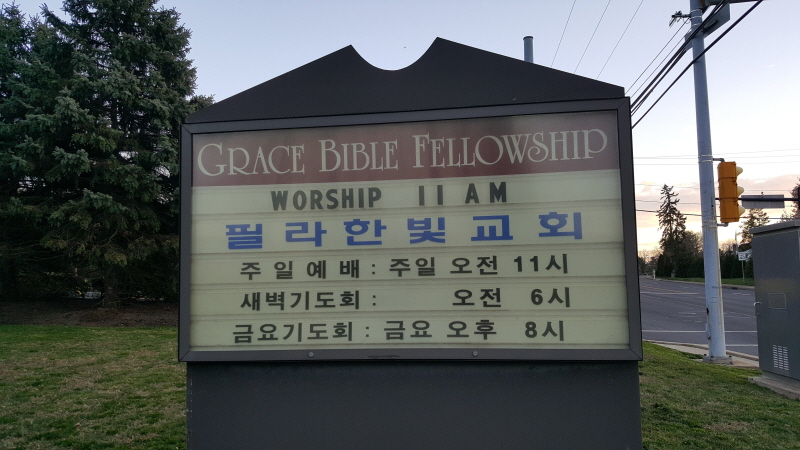 GRACE BIBLE FELLOWSHIP
WORSHIP 11 AM
필라한빛교회
주일예배 : 주일 오전 11시
새벽기도회 : 오전 6시
금요기도회 : 금요 오후 8시